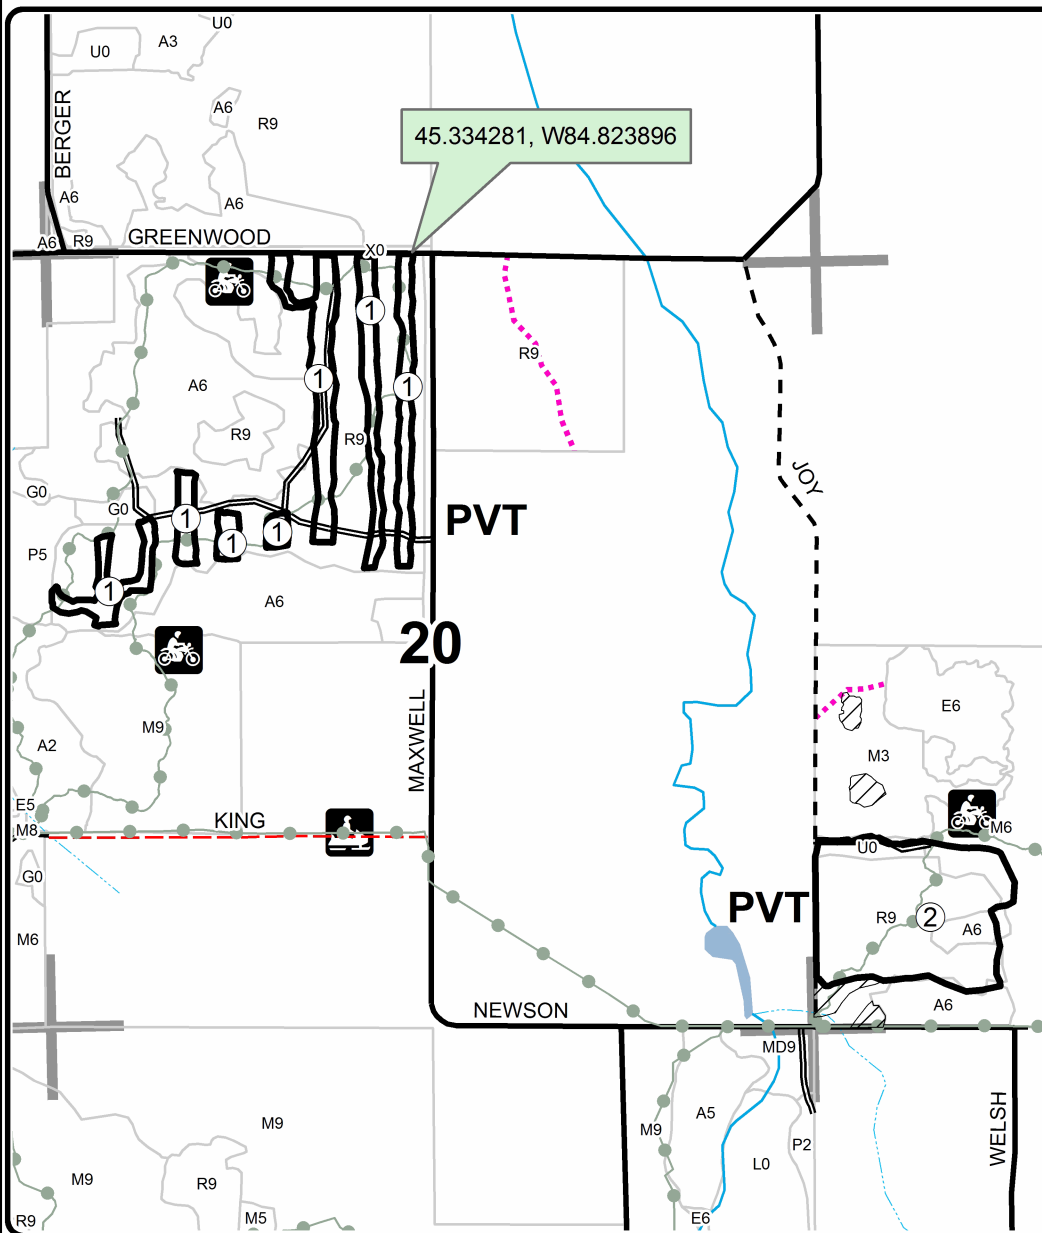 U0
A3
U0
BERGER
A6
R9
45.334281, W84.823896
A6
A6
A6
R9
GREENWOOD
X0
1
R9
1
1
A6
R9
R9
JOY
G0
G0
1
PVT
1
1
P5
1
A6
20
MAXWELL
E6
M9
A2
M3
E5
KING
M8
M6
U0
G0
PVT
R9
2
A6
M6
A6
NEWSON
MD9
A5
M9
M9
WELSH
P2
L0
M9
R9
M5
E6
R9